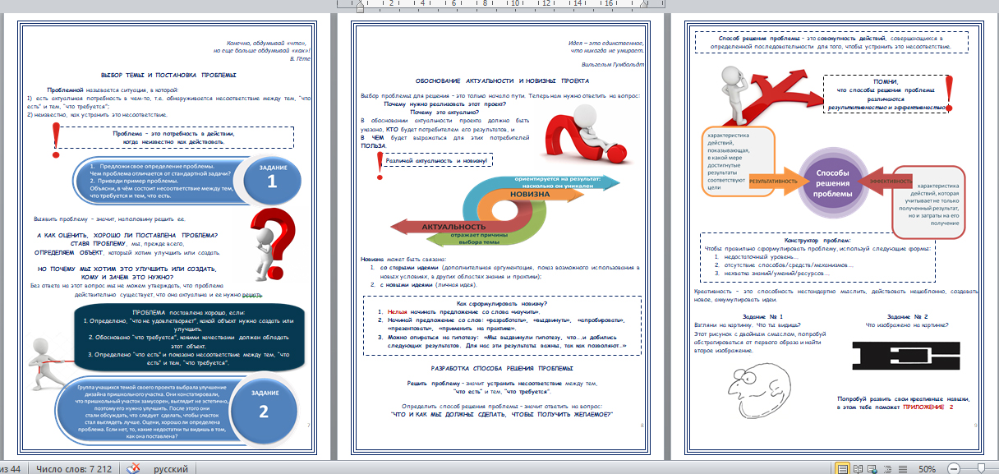 2 4 6 8 10 12 14 16
Конечно, обдумывай «что»,
но еще больше обдумывай «как»!
В. Гёте
ВЫБОР ТЕМЫ И ПОСТАНОВКА ПРОБЛЕМЫ
Проблемной называется ситуация, в которой:
1) есть актуальная потребность в чем-то, т.е. обнаруживается несоответствие между тем, "что
есть" и тем, "что требуется";
2) неизвестно, как устранить это несоответствие.
Проблема - это потребность в действии,
когда неизвестно как действовать.
1. Предложи свое определение проблемы.
Чем проблема отличается от стандартной задачи?
2. Приведи пример проблемы.
Объясни, в чём состоит несоответствие между тем,
что требуется и тем, что есть.
ЗАДАНИЕ
1
Выявить проблему - значит, наполовину решить ее.
А КАК ОЦЕНИТЬ, ХОРОШО ЛИ ПОСТАВЛЕНА ПРОБЛЕМА?
СТАВЯ ПРОБЛЕМУ, мы, прежде всего,
ОПРЕДЕЛЯЕМ ОБЪЕКТ, который хотим улучшить или создать.
НО ПОЧЕМУ МЫ ХОТИМ ЭТО УЛУЧШИТЬ ИЛИ СОЗДАТЬ,
КОМУ И ЗАЧЕМ ЭТО НУЖНО?
Без ответа на этот вопрос мы не можем утверждать, что проблема
действительно существует, что она актуальна и ее нужно решать.
ПРОБЛЕМА поставлена хорошо, если:
1. Определено, "что не удовлетворяет", какой объект нужно создать или
улучшить.
2. Обосновано "что требуется", какими качествами должен обладать
этот объект.
3. Определено "что есть" и показано несоответствие между тем, "что
есть" и тем, "что требуется".
Группа учащихся темой своего проекта выбрала улучшение
дизайна пришкольного участка. Они констатировали,
что пришкольный участок замусорен, выглядит не эстетично,
поэтому его нужно улучшить. После этого они
стали обсуждать, что следует сделать, чтобы участок
стал выглядеть лучше. Оцени, хорошо ли определена
проблема. Если нет, то, какие недостатки ты видишь в том,
как она поставлена?
ЗАДАНИЕ
2
7
Идея – это единственное,
что никогда не умирает.
Вильгельм Гумбольдт
ОБОСНОВАНИЕ АКТУАЛЬНОСТИ И НОВИЗНЫ ПРОЕКТА
Выбор проблемы для решения - это только начало пути. Теперь нам нужно ответить на вопрос:
Почему нужно реализовать этот проект?
Почему это актуально?
В обосновании актуальности проекта должно быть
указано, КТО будет потребителем его результатов, и
В ЧЕМ будет выражаться для этих потребителей
ПОЛЬЗА.
Различай актуальность и новизну!
ориентируется на результат:
насколько он уникален
НОВИЗНА
АКТУАЛЬНОСТЬ
отражает причины
выбора темы
Новизна может быть связана:
1. со старыми идеями (дополнительная аргументация, показ возможного использования в
новых условиях, в других областях знания и практики);
2. с новыми идеями (личная идея).
Как сформулировать новизну?
1. Нельзя начинать предложение со слова «изучить».
2. Начинай предложение со слов: «разработать», «выдвинуть», «апробировать»,
«презентовать», «применить на практике».
3. Можно опираться на гипотезу: «Мы выдвинули гипотезу, что….и добились
следующих результатов. Для нас эти результаты важны, так как позволяют…»
РАЗРАБОТКА СПОСОБА РЕШЕНИЯ ПРОБЛЕМЫ
Решить проблему - значит устранить несоответствие между тем,
"что есть" и тем, "что требуется".
Определить способ решения проблемы - значит ответить на вопрос:
"ЧТО И КАК МЫ ДОЛЖНЫ СДЕЛАТЬ, ЧТОБЫ ПОЛУЧИТЬ ЖЕЛАЕМОЕ?"
8
Способ решения проблемы - это совокупность действий, совершающихся в
определенной последовательности для того, чтобы устранить это несоответствие.
ПОМНИ,
что способы решения проблемы
различаются
результативностью и эффективностью
характеристика
действий,
показывающая,
в какой мере
достигнутые
результаты
соответствуют
цели
РЕЗУЛЬТАТИВНОСТЬ
Способы
решения
проблемы
ЭФФЕКТИВНОСТЬ
характеристика
действий, которая
учитывает не только
полученный результат,
но и затраты на его
получение
Конструктор проблем:
Чтобы правильно сформулировать проблему, используй следующие формы:
1. недостаточный уровень….
2. отсутствие способов/средств/механизмов….
3. нехватка знаний/умений/ресурсов….
Креативность – это способность нестандартно мыслить, действовать нешаблонно, создавать
новое, аккумулировать идеи.
Задание № 1
Взгляни на картинку. Что ты видишь?
Этот рисунок с двойным смыслом, попробуй
абстрагироваться от первого образа и найти
второе изображение.
Задание № 2
Что изображено на картинке?
Попробуй развить свои креативные навыки,
в этом тебе поможет ПРИЛОЖЕНИЕ 2
9
из 44 Число слов: 7 212 русский 50%